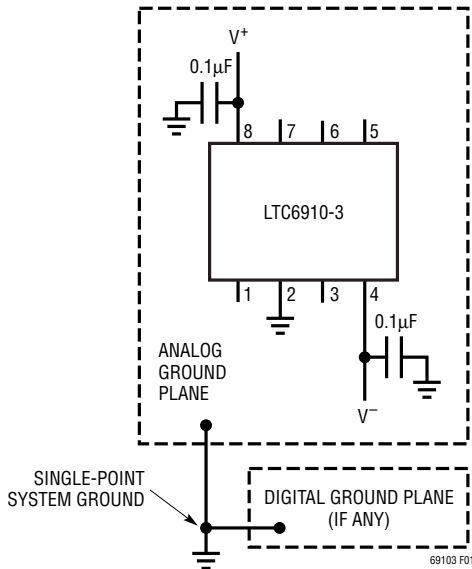 V+
0.1µF
8 7 6 5
LTC6910-3
1 2 3 4
0.1µF
ANALOG
GROUND
PLANE
V–
SINGLE-POINT
SYSTEM GROUND
DIGITAL GROUND PLANE
(IF ANY)
69103 F01